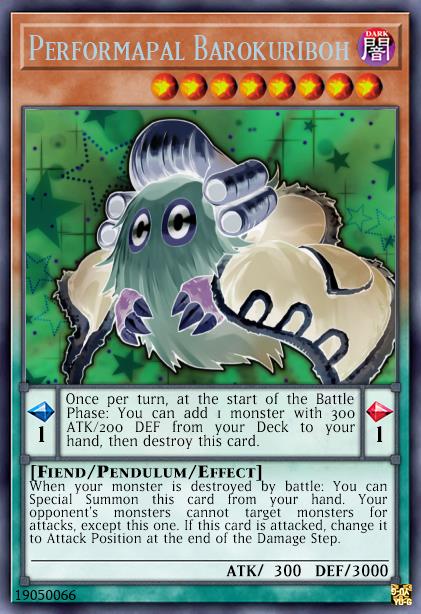 Performapal Barokuriboh
DARK
闇
Once per turn, at the start of the Battle
Phase: You can add 1 monster with 300
ATK/200 DEF from your Deck to your
hand, then destroy this card.
1
1
[Fiend/Pendulum/Effect]
When your monster is destroyed by battle: You can
Special Summon this card from your hand. Your
opponent's monsters cannot target monsters for
attacks, except this one. If this card is attacked, change it
to Attack Position at the end of the Damage Step.
ATK/ 300 DEF/3000
19050066